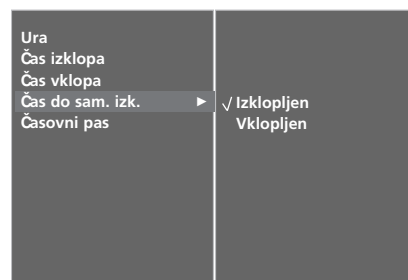 Ura
Čas izklopa
Čas vklopa
Čas do sam. izk. ►
Časovni pas
√ Izklopljen
Vklopljen